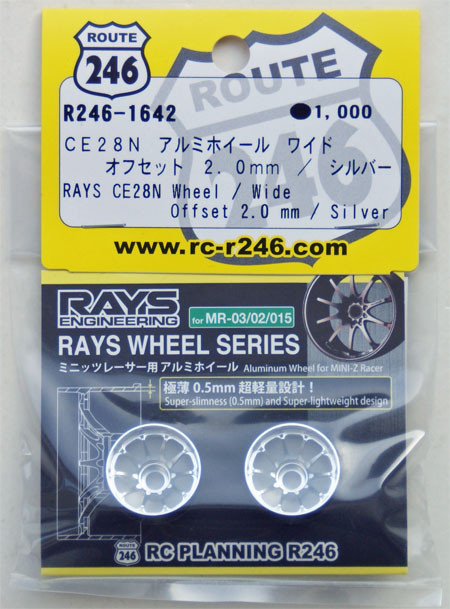 ROUTE
246
ROUTE
246
R246-1642
●1,000
CE28N アルミホイール ワイド
オフセット 2.0mm / シルバー
RAYS CE28N Wheel / Wide
Offset 2.0 mm / Silver
www.rc-r246.com
RAYS
ENGINEERING
for MR-03/02/015
RAYS WHEEL SERIES
ミニッツレーサー用 アルミホイール Aluminum Wheel for MINI-Z Racer
極薄 0.5mm 超軽量設計！
Super-slimness (0.5mm) and Super-lightweight design
ROUTE
246
RC PLANNING R246